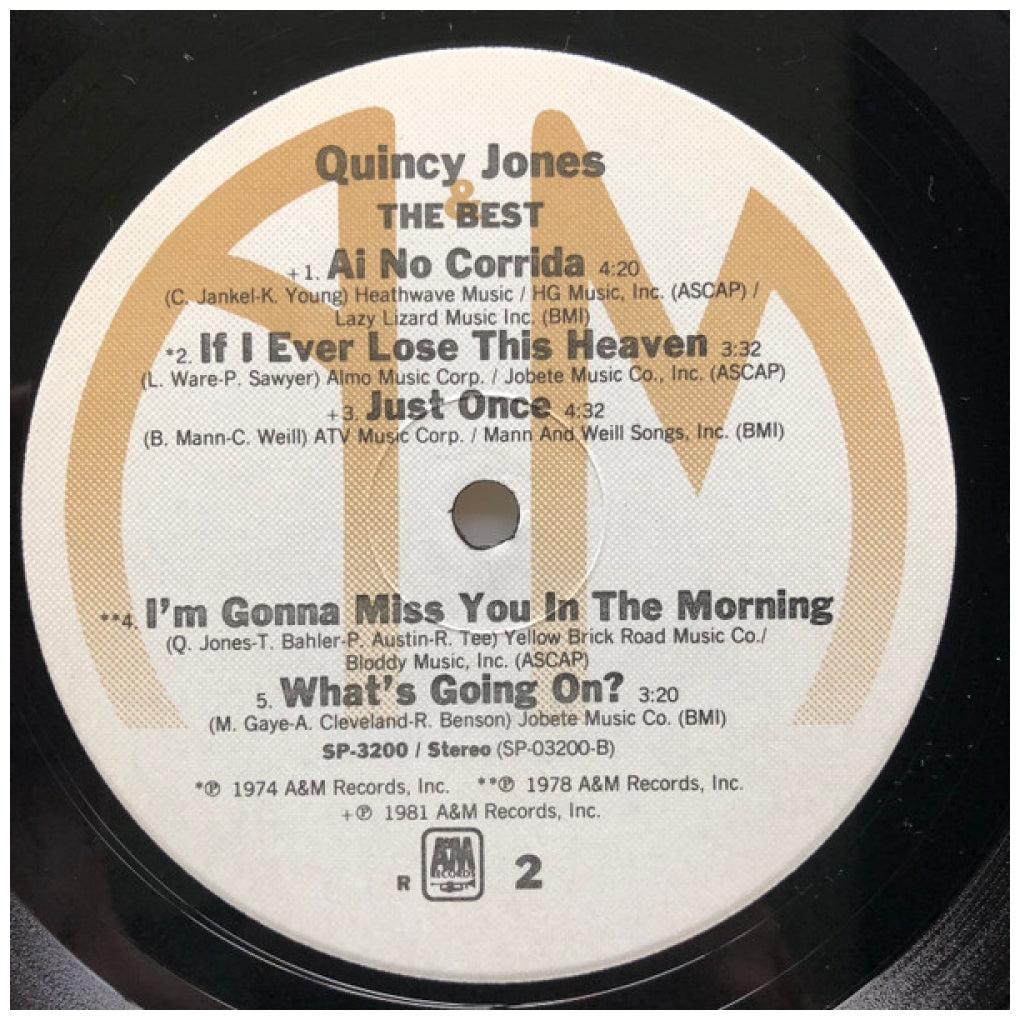 Quincy Jones
&
THE BEST
+1. Ai No Corrida 4:20
(C. Jankel-K. Young) Heathwave Music / HG Music, Inc. (ASCAP) /
Lazy Lizard Music Inc. (BMI)
*2. If I Ever Lose This Heaven 3:32
(L. Ware-P. Sawyer) Almo Music Corp. / Jobete Music Co., Inc. (ASCAP)
+3. Just Once 4:32
(B. Mann-C. Weill) ATV Music Corp. / Mann And Weill Songs, Inc. (BMI)
**4. I'm Gonna Miss You In The Morning
(Q. Jones-T. Bahler-P. Austin-R. Tee) Yellow Brick Road Music Co./
Bloddy Music, Inc. (ASCAP)
5. What's Going On? 3:20
(M. Gaye-A. Cleveland-R. Benson) Jobete Music Co. (BMI)
SP-3200 / Stereo (SP-03200-B)
*℗ 1974 A&M Records, Inc. **℗ 1978 A&M Records, Inc.
+℗ 1981 A&M Records, Inc.
A&M
RECORDS
R 2